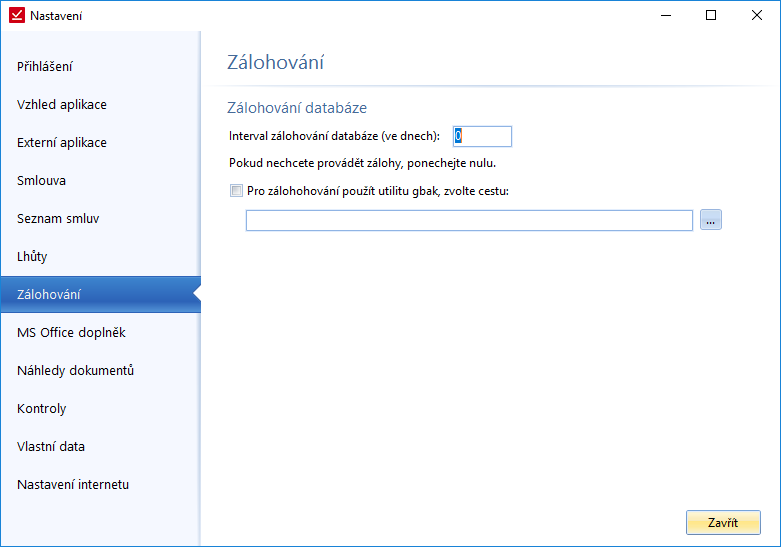 Nastavení
Přihlášení
Vzhled aplikace
Externí aplikace
Smlouva
Seznam smluv
Lhůty
Zálohování
MS Office doplněk
Náhledy dokumentů
Kontroly
Vlastní data
Nastavení internetu
Zálohování
Zálohování databáze
Interval zálohování databáze (ve dnech): 0
Pokud nechcete provádět zálohy, ponechejte nulu.
Pro zálohohování použít utilitu gbak, zvolte cestu:
...
Zavřít